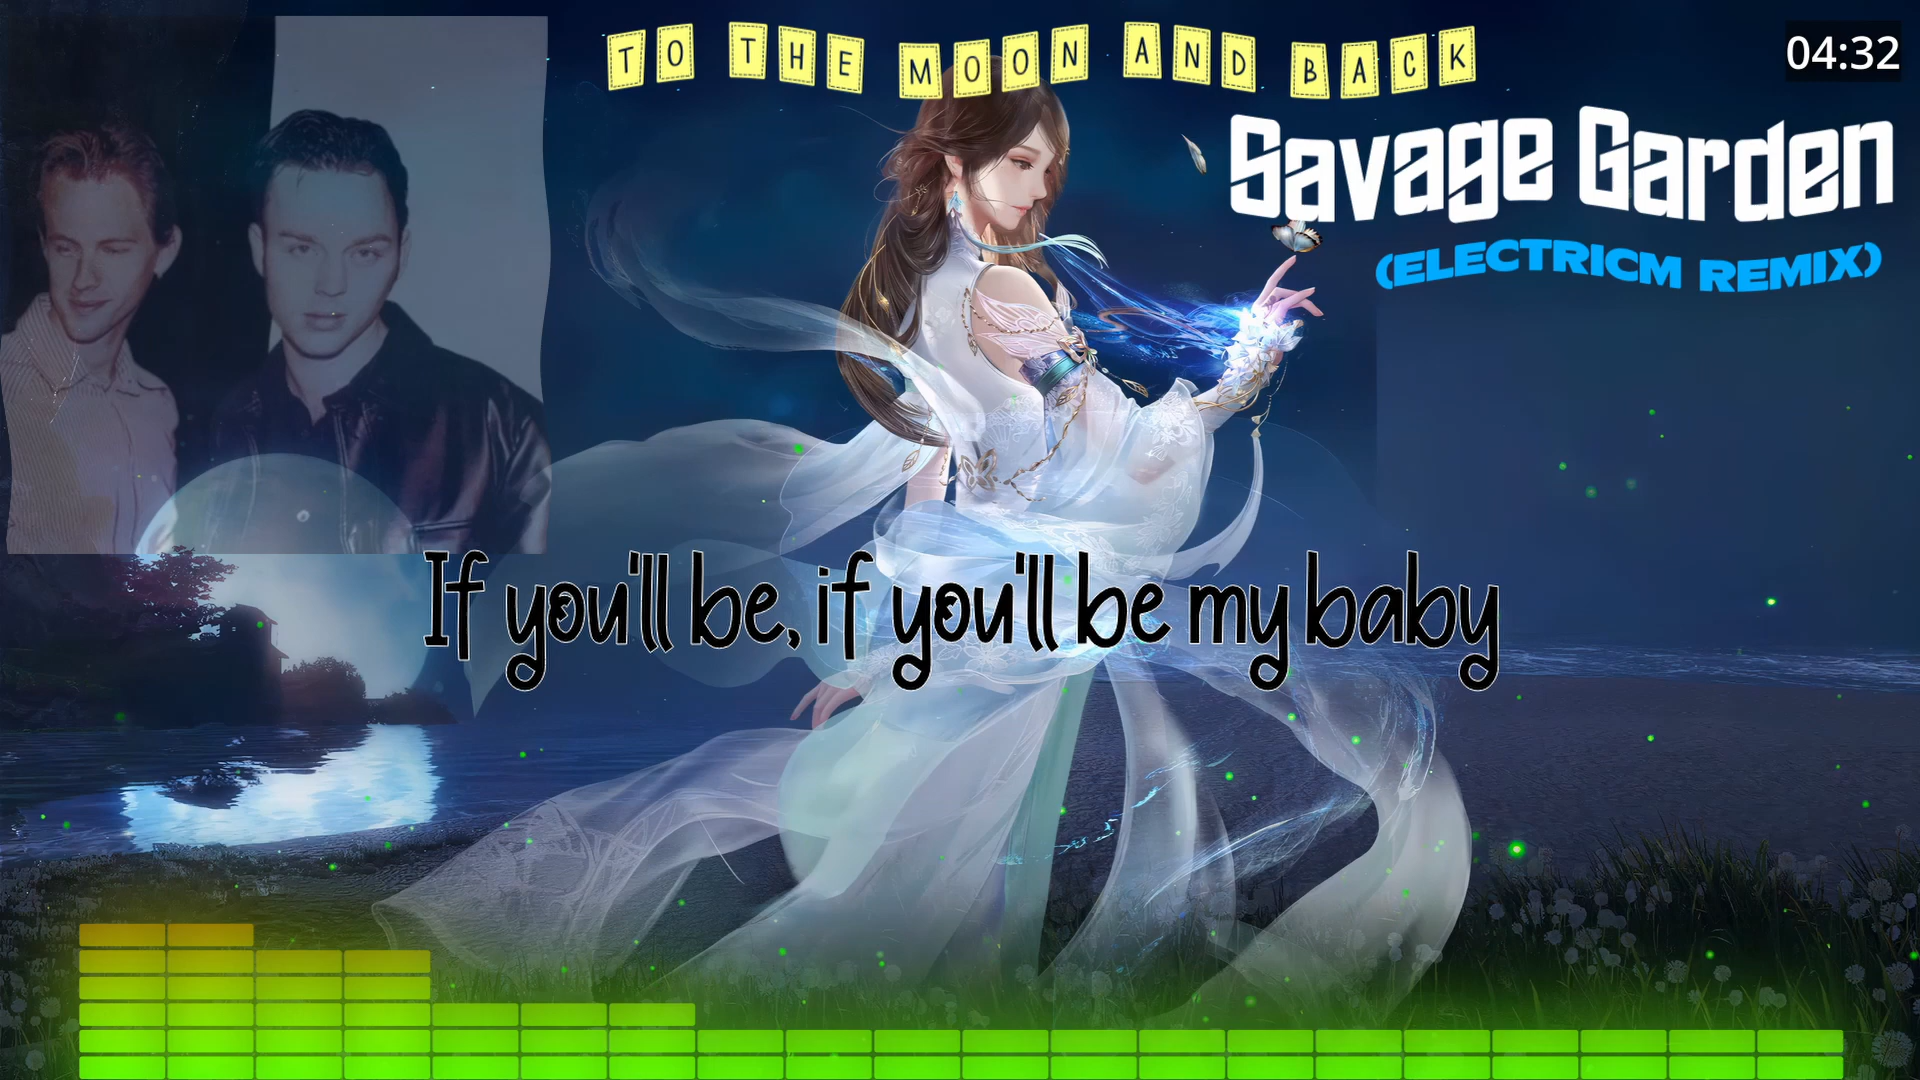 TO THE MOON AND BACK
04:32
Savage Garden
(ELECTRICM REMIX)
If you'll be, if you'll be my baby